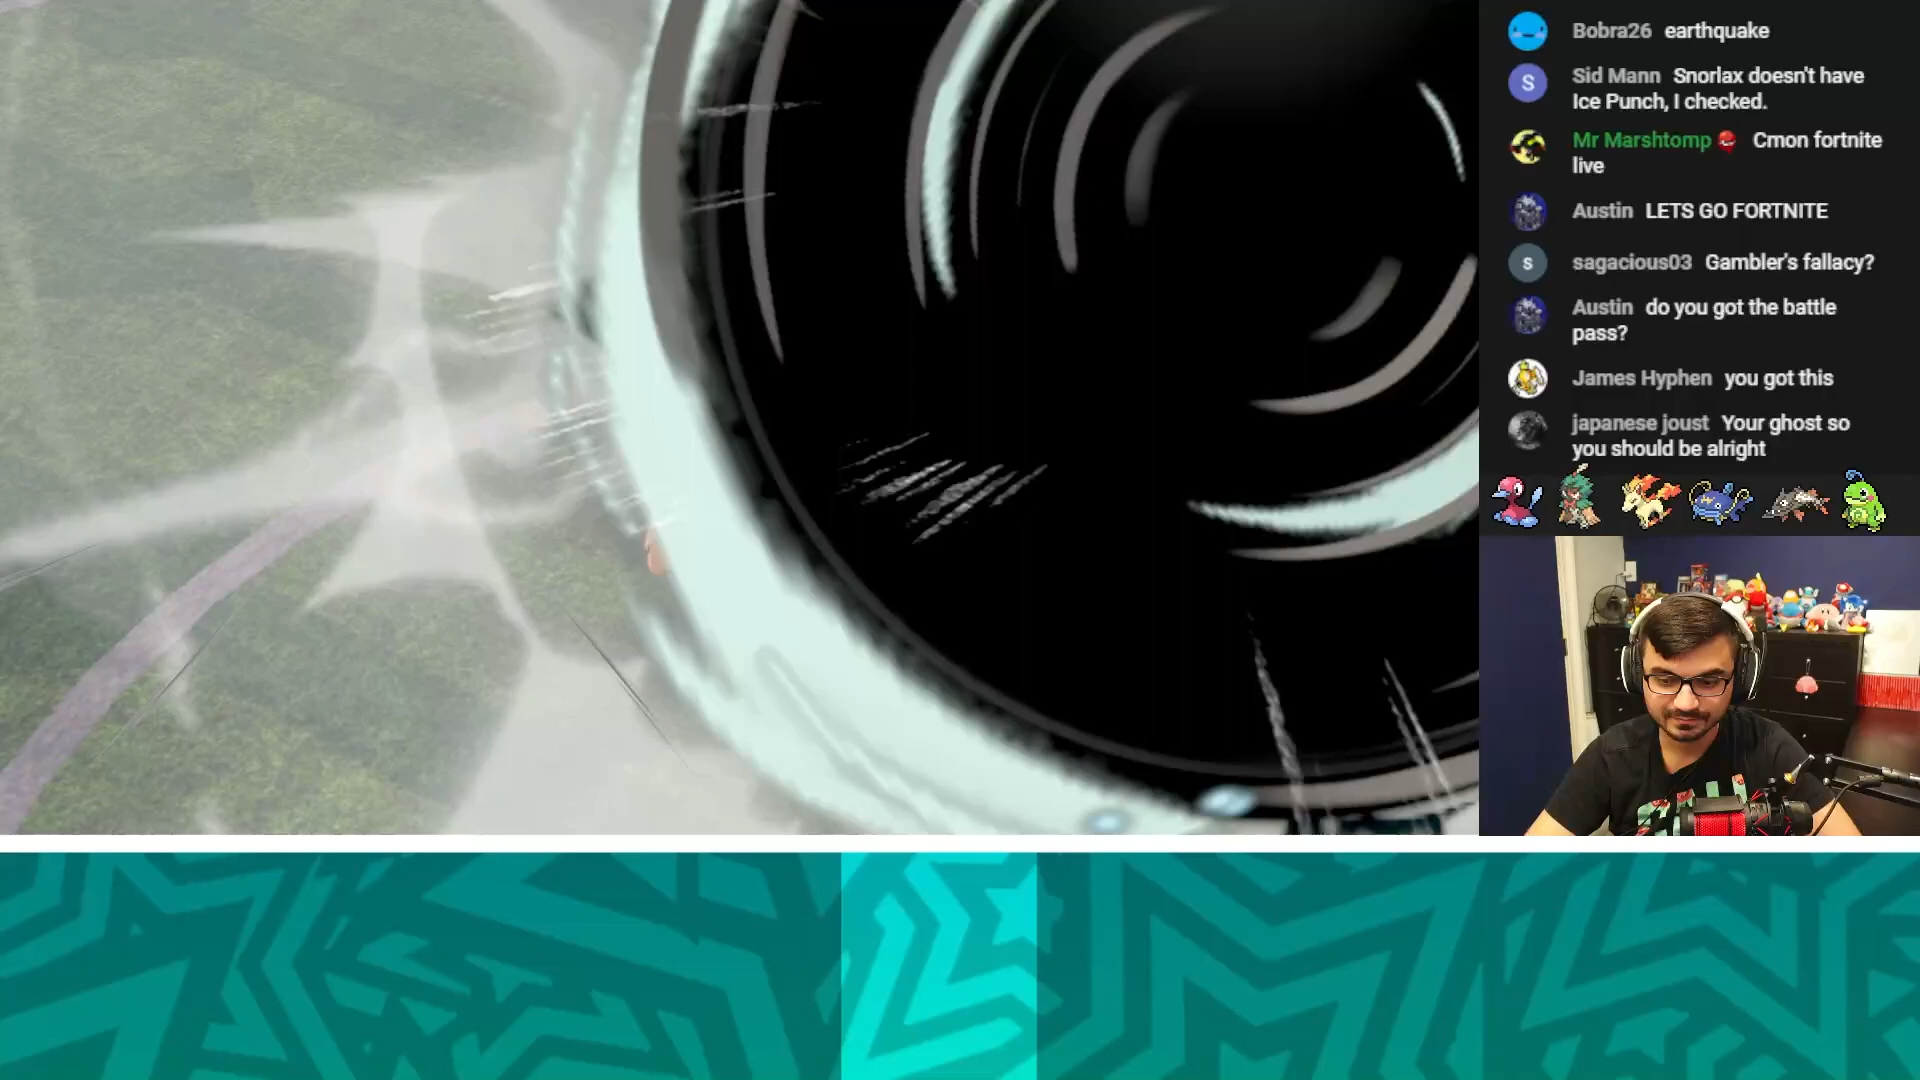 Bobra26 earthquake
S Sid Mann Snorlax doesn't have
Ice Punch, I checked.
Mr Marshtomp Cmon fortnite
live
Austin LETS GO FORTNITE
s sagacious03 Gambler's fallacy?
Austin do you got the battle
pass?
James Hyphen you got this
japanese joust Your ghost so
you should be alright